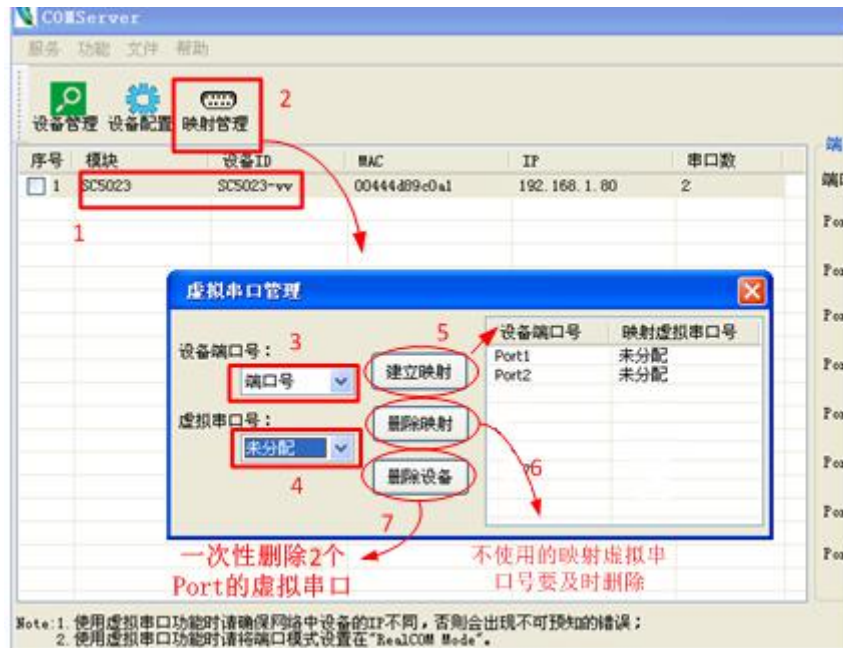 COMServer
服务 功能 文件 帮助
2
设备管理 设备配置 映射管理
序号 模块 设备ID MAC IP 串口数
1 SC5023 SC5023-vv 00444d89c0a1 192.168.1.80 2
1
虚拟串口管理
设备端口号： 3
端口号
虚拟串口号：
未分配
4
5
建立映射
删除映射
删除设备
7
设备端口号 映射虚拟串口号
Port1 未分配
Port2 未分配
6
一次性删除2个
Port的虚拟串口
不使用的映射虚拟串
口号要及时删除
Note:1. 使用虚拟串口功能时请确保网络中设备的IP不同，否则会出现不可预知的错误；
2. 使用虚拟串口功能时请将端口模式设置在"RealCOM Mode"。